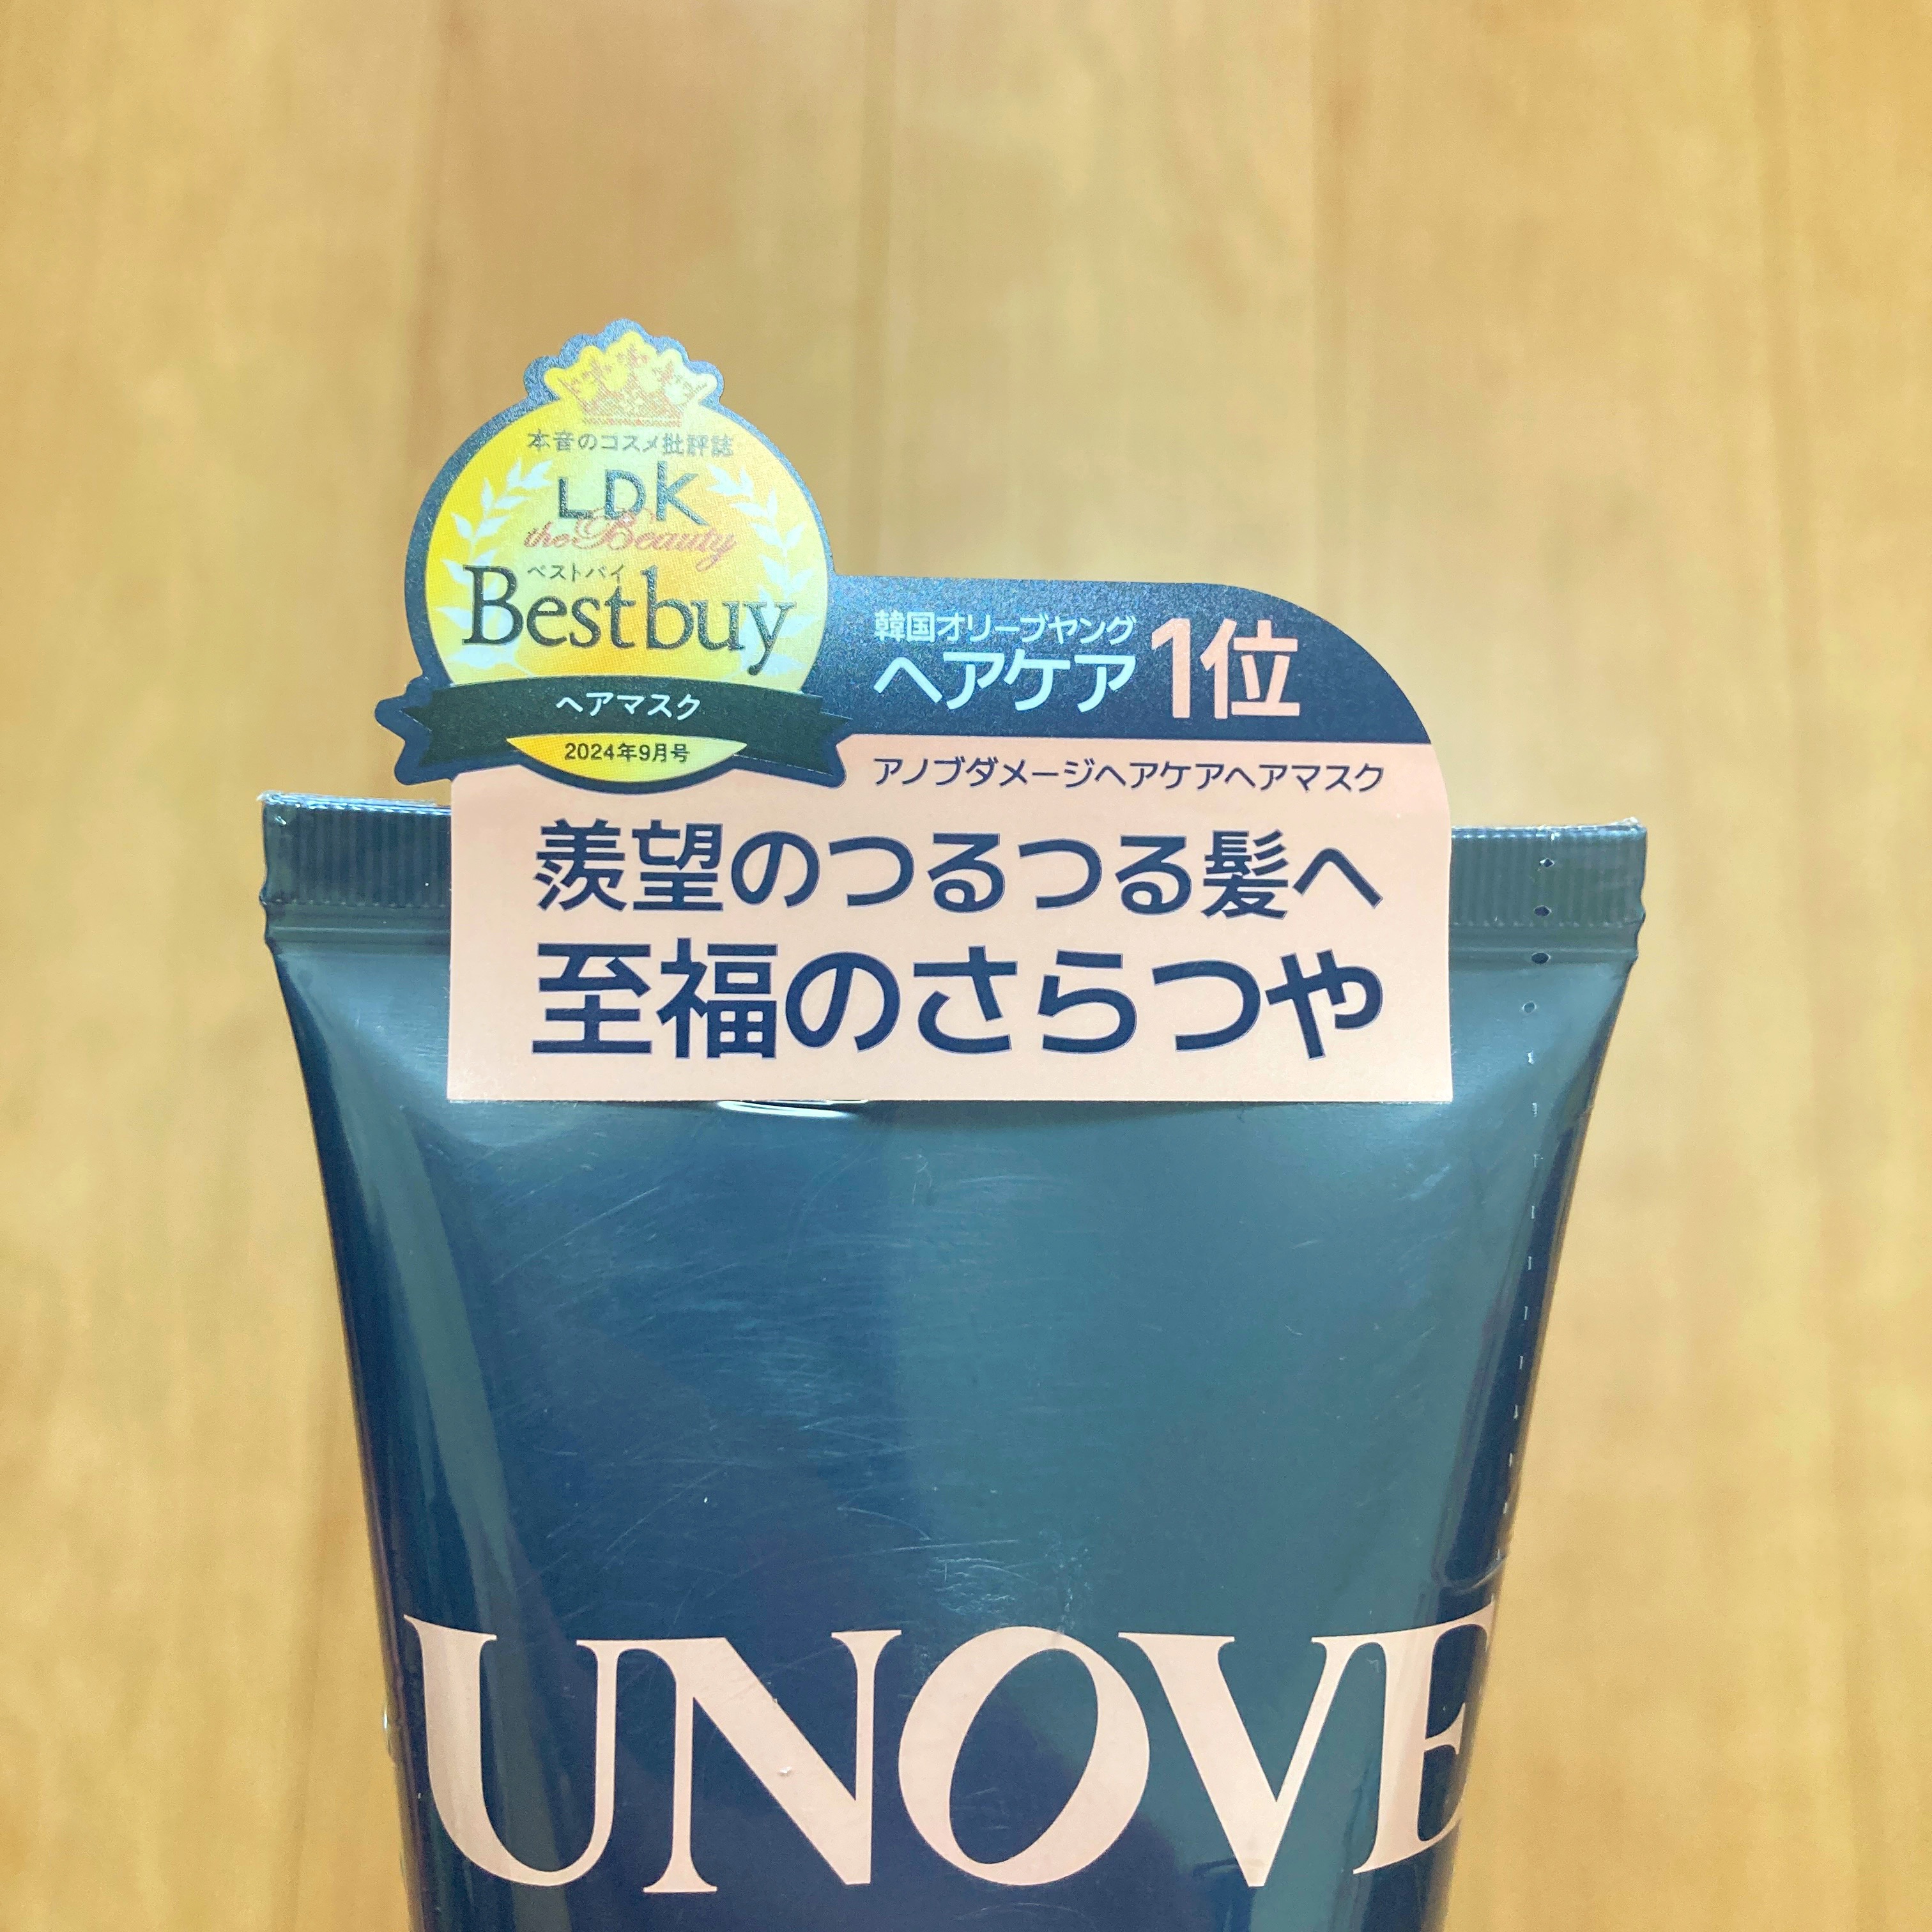 本音のコスメ批評誌
LDK
the Beauty
ベストバイ
Best buy
ヘアマスク
2024年9月号
韓国オリーブヤング
ヘアケア 1位
アノブダメージヘアケアヘアマスク
羨望のつるつる髪へ
至福のさらつや
UNOVE